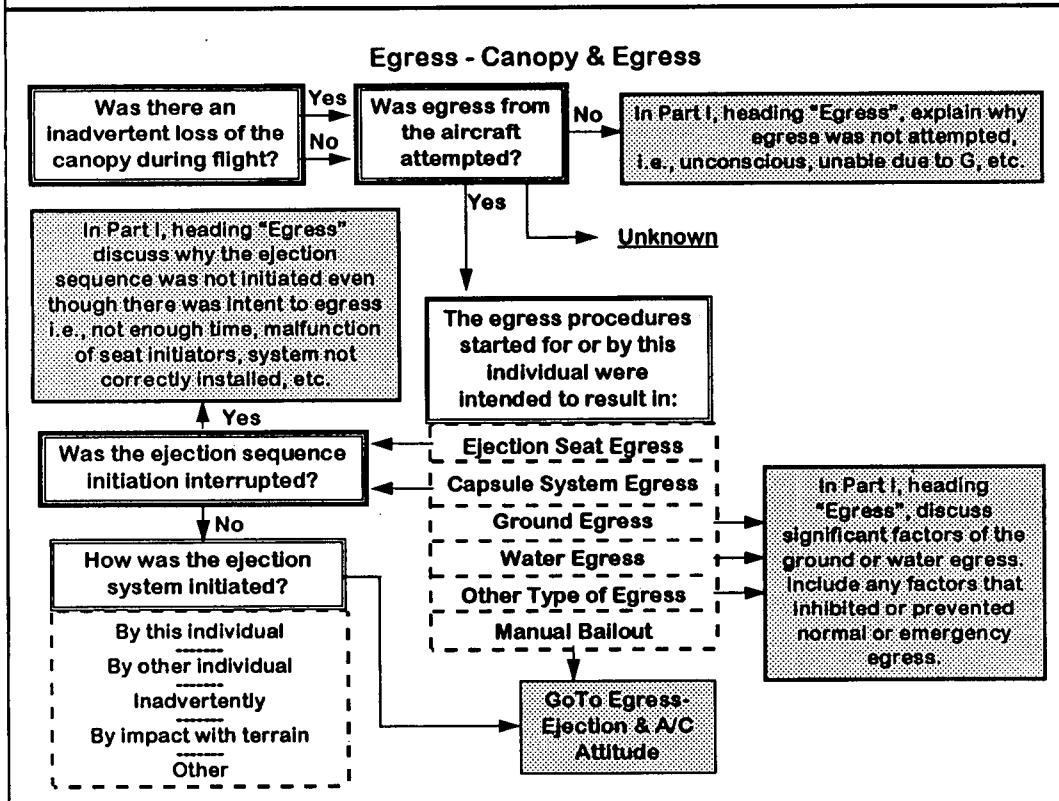 Egress - Canopy & Egress
Was there an
inadvertent loss of the
canopy during flight?
Yes
No
Was egress from
the aircraft
attempted?
No
In Part I, heading "Egress", explain why
egress was not attempted,
i.e., unconscious, unable due to G, etc.
Yes
Unknown
In Part I, heading "Egress"
discuss why the ejection
sequence was not initiated even
though there was intent to egress
i.e., not enough time, malfunction
of seat initiators, system not
correctly installed, etc.
The egress procedures
started for or by this
individual were
intended to result in:
Yes
Was the ejection sequence
initiation interrupted?
Ejection Seat Egress
Capsule System Egress
Ground Egress
Water Egress
Other Type of Egress
Manual Bailout
In Part I, heading
"Egress", discuss
significant factors of the
ground or water egress.
Include any factors that
inhibited or prevented
normal or emergency
egress.
No
How was the ejection
system initiated?
By this individual
By other individual
Inadvertently
By impact with terrain
Other
GoTo Egress-
Ejection & A/C
Attitude